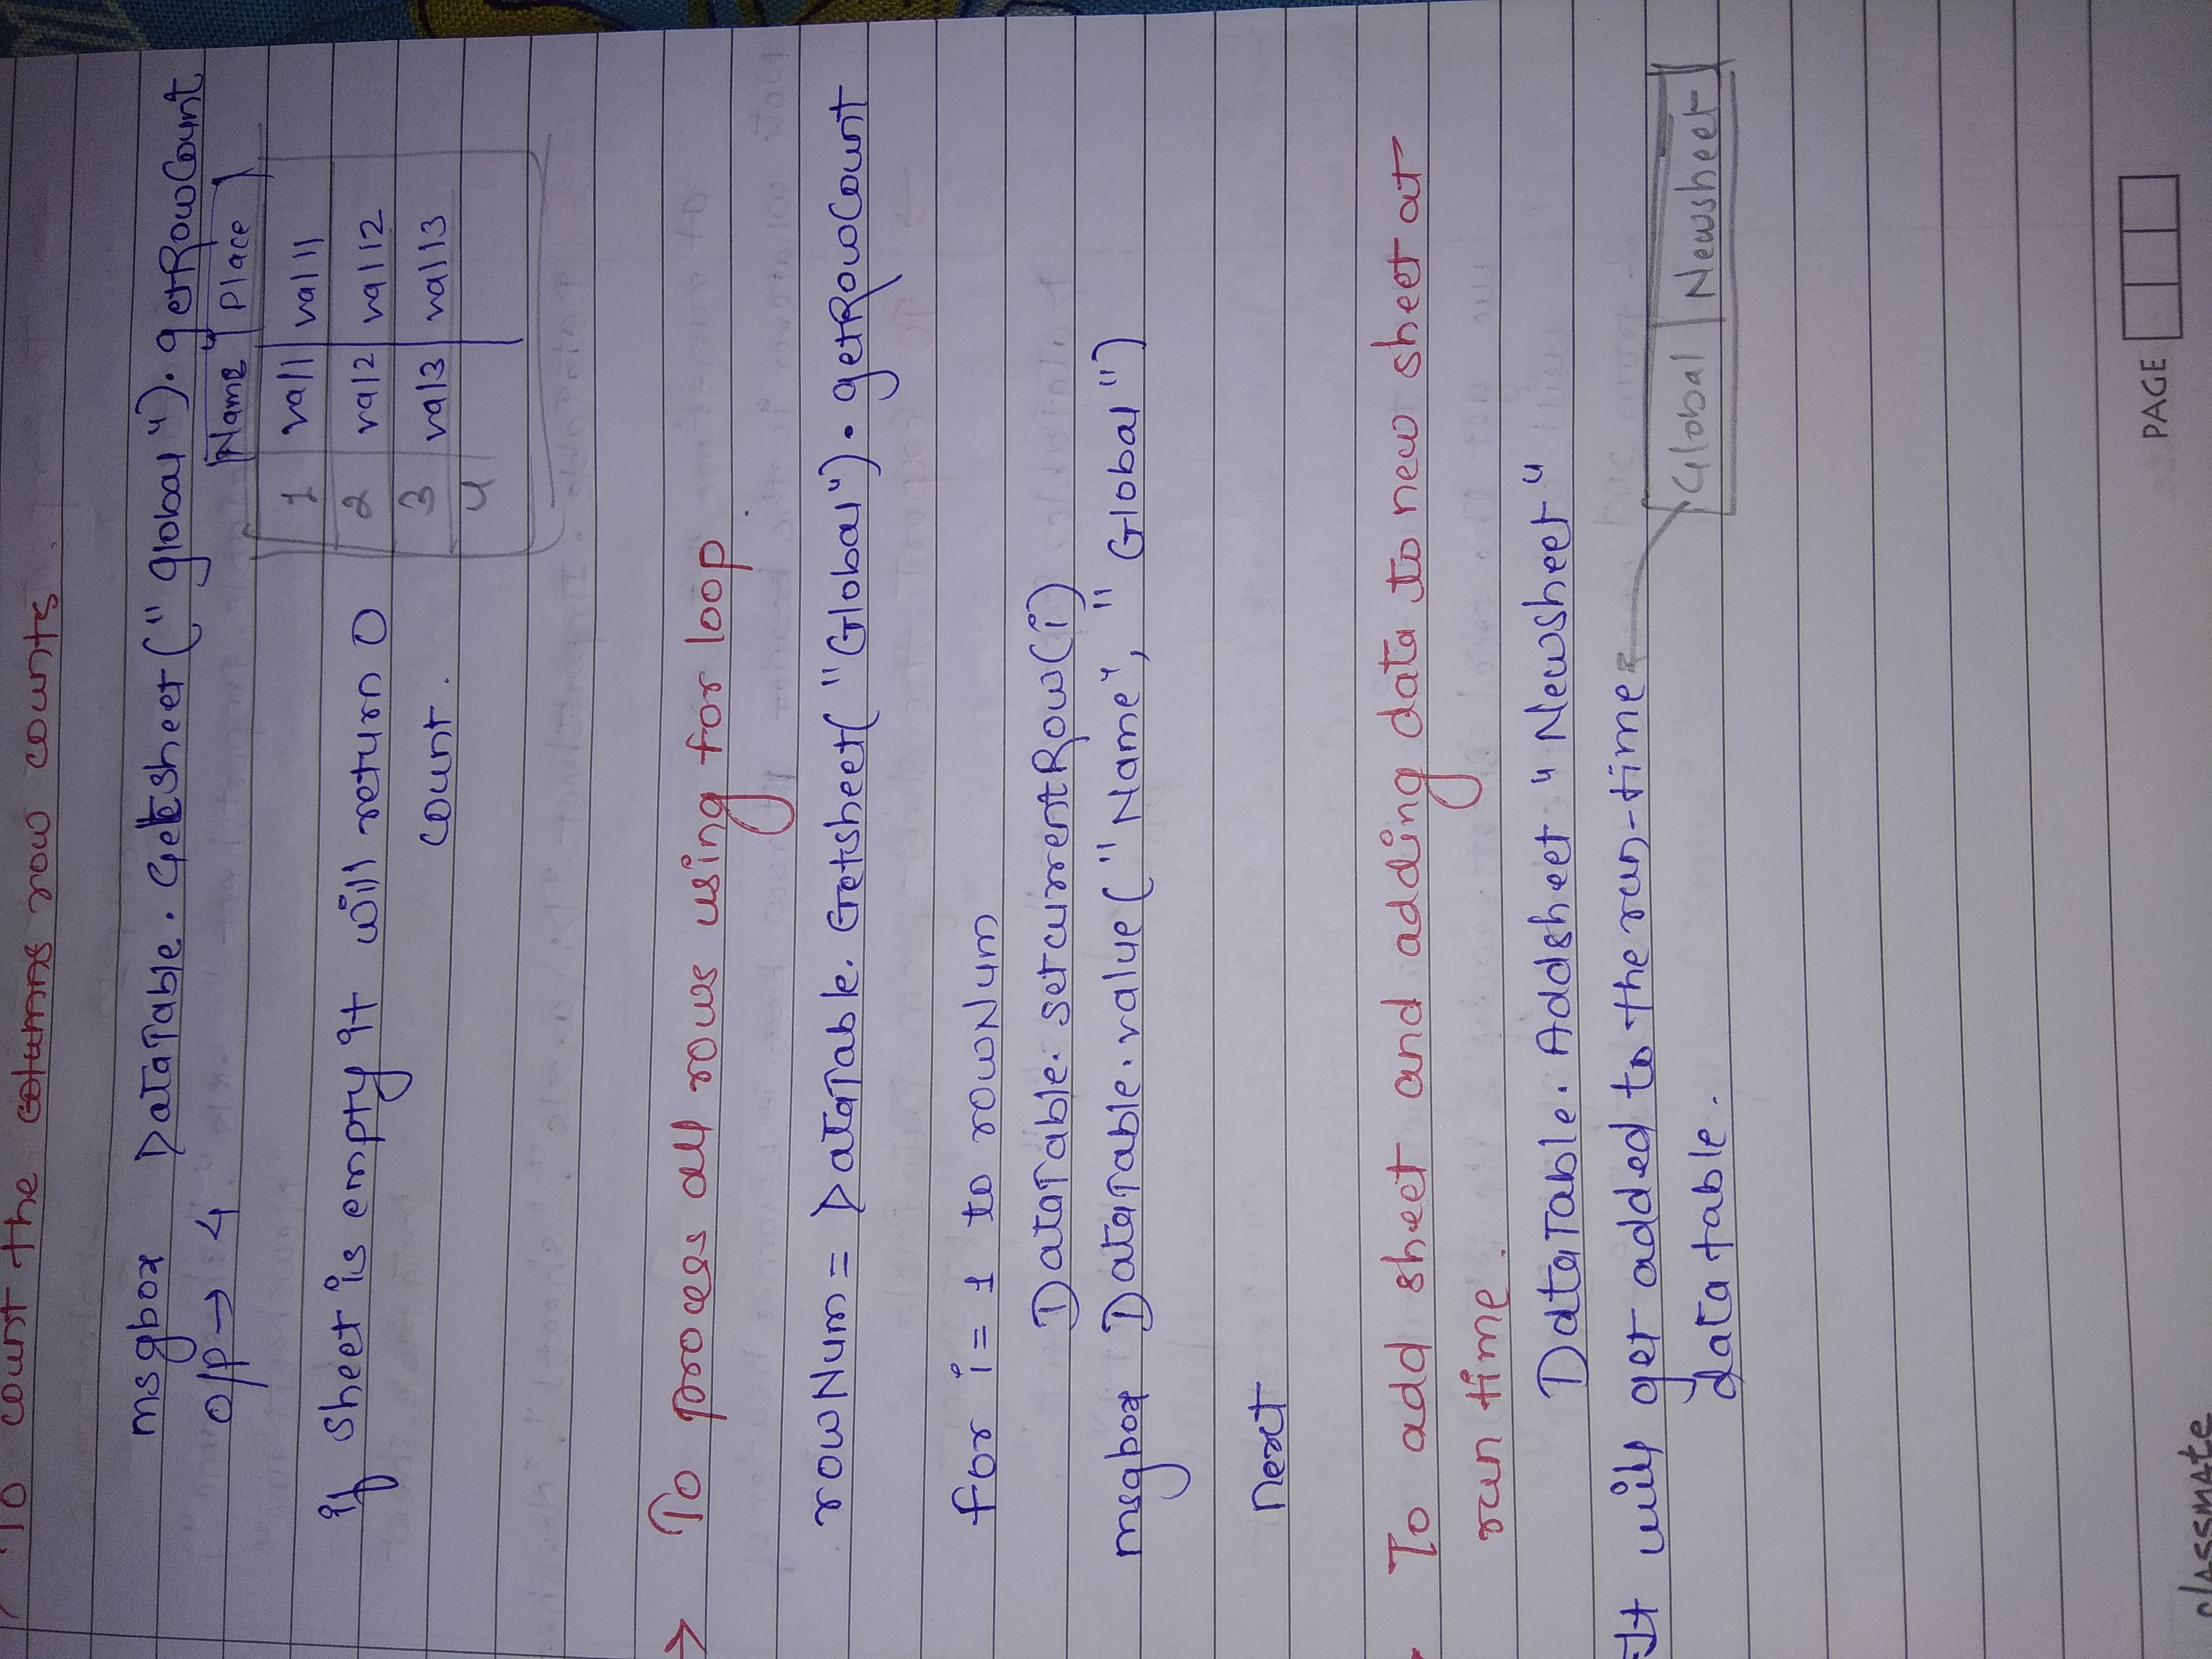 To count the columns row counts.
msgbox DataTable.GetSheet("global").getRowCount
o/p → 4
Name Place
1 val1 val11
2 val2 val12
3 val3 val13
4
if sheet is empty It will return 0
count.
→ To process all rows using for loop
rowNum = DataTable.GetSheet("Global").getRowCount
for i = 1 to rowNum
DataTable.setcurrentRow(i)
msgbox DataTable.value("Name", "Global")
Next
To add sheet and adding data to new sheet at
run time.
DataTable.Addsheet "Newsheet"
It will get added to the run-time
data table.
Global Newsheet
PAGE
classmate